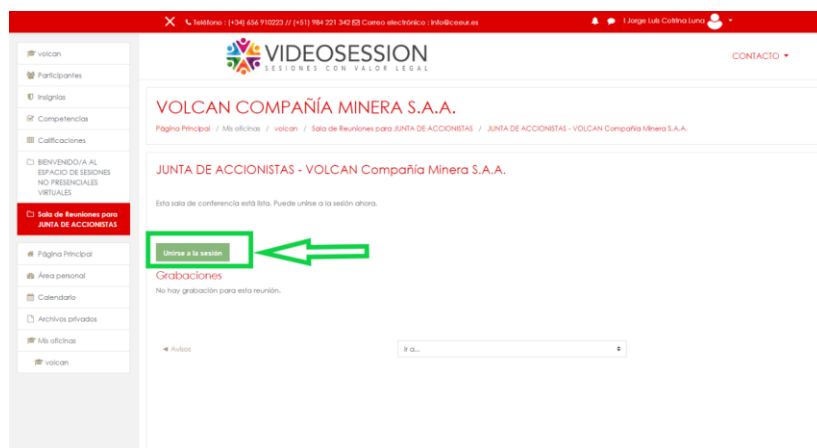 Teléfono : (+34) 656 910223 // (+51) 984 221 342 Correo electrónico : info@coeur.es
1 Jorge Luis Cotrina Luna
VIDEOSESSION
SESIONES CON VALOR LEGAL
CONTACTO
volcan
Participantes
Insignias
Competencias
Calificaciones
BIENVENIDO/A AL
ESPACIO DE SESIONES
NO PRESENCIALES
VIRTUALES
Sala de Reuniones para
JUNTA DE ACCIONISTAS
Página Principal
Área personal
Calendario
Archivos privados
Mis oficinas
volcan
VOLCAN COMPAÑÍA MINERA S.A.A.
Página Principal / Mis oficinas / volcan / Sala de Reuniones para JUNTA DE ACCIONISTAS / JUNTA DE ACCIONISTAS - VOLCAN Compañía Minera S.A.A.
JUNTA DE ACCIONISTAS - VOLCAN Compañía Minera S.A.A.
Esta sala de conferencia está lista. Puede unirse a la sesión ahora.
Unirse a la sesión
Grabaciones
No hay grabación para esta reunión.
◄ Avisos
Ir a...